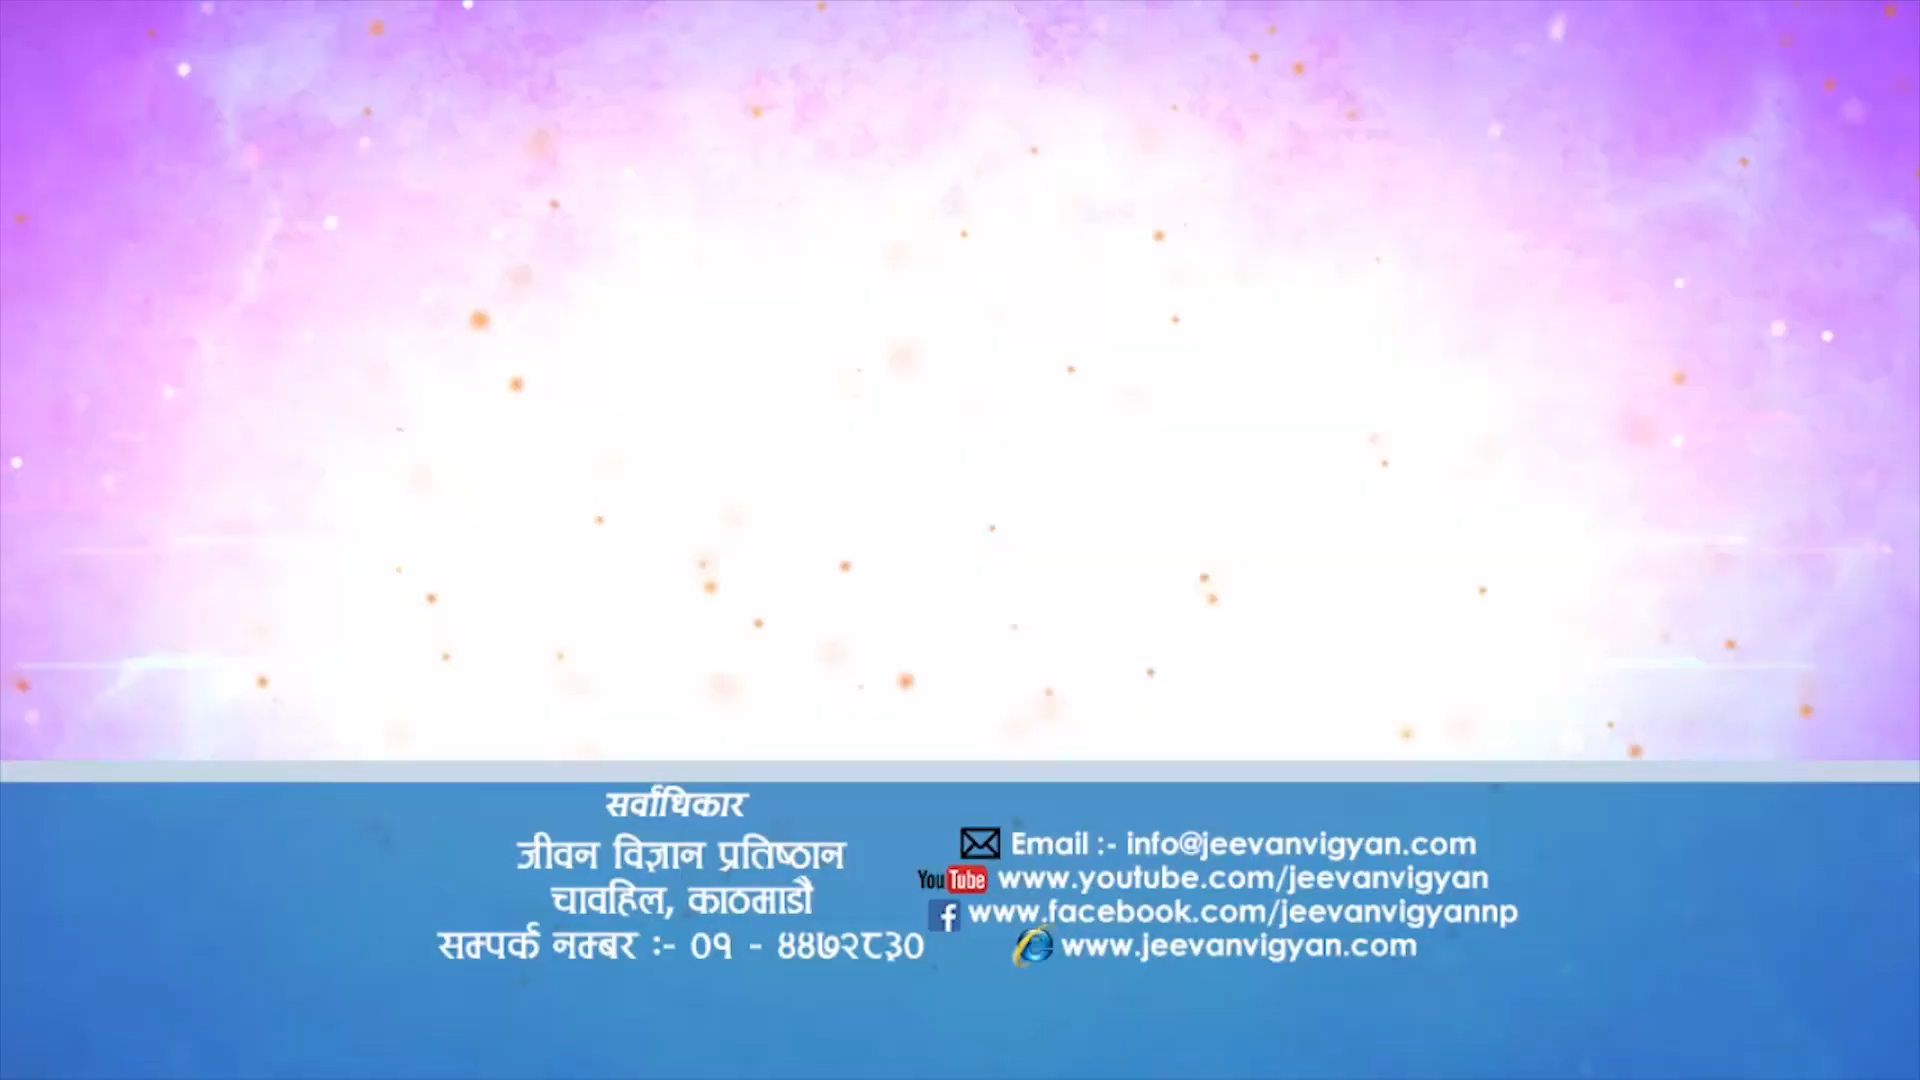 सर्वाधिकार
जीवन विज्ञान प्रतिष्ठान
चावहिल, काठमाडौ
सम्पर्क नम्बर :- ०१ - ४४७२८३०
Email :- info@jeevanvigyan.com
YouTube www.youtube.com/jeevanvigyan
f www.facebook.com/jeevanvigyannp
www.jeevanvigyan.com